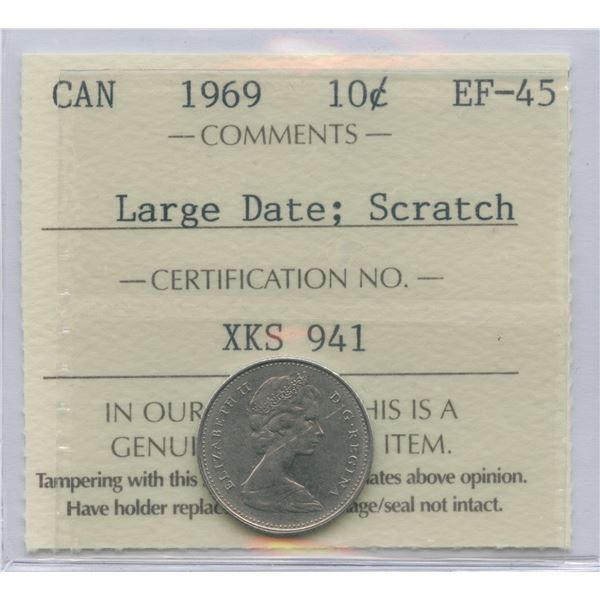 CAN 1969 10¢ EF-45
— COMMENTS —
Large Date; Scratch
— CERTIFICATION NO. —
XKS 941
IN OUR HIS IS A
GENUI ITEM.
Tampering with this ates above opinion.
Have holder replac age/seal not intact.
ELIZABETH II D·G·REGINA